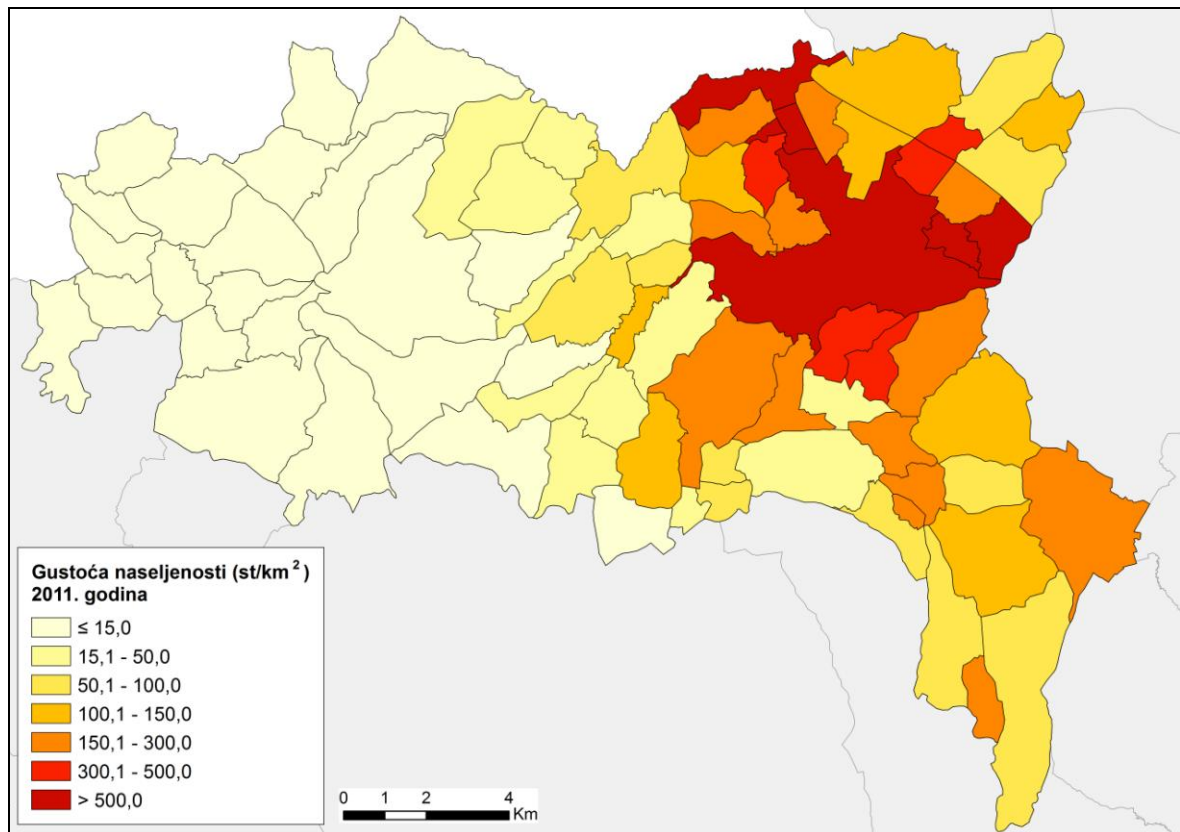 Gustoća naseljenosti (st/km²)
2011. godina
≤ 15,0
15,1 - 50,0
50,1 - 100,0
100,1 - 150,0
150,1 - 300,0
300,1 - 500,0
> 500,0
0 1 2 4
Km